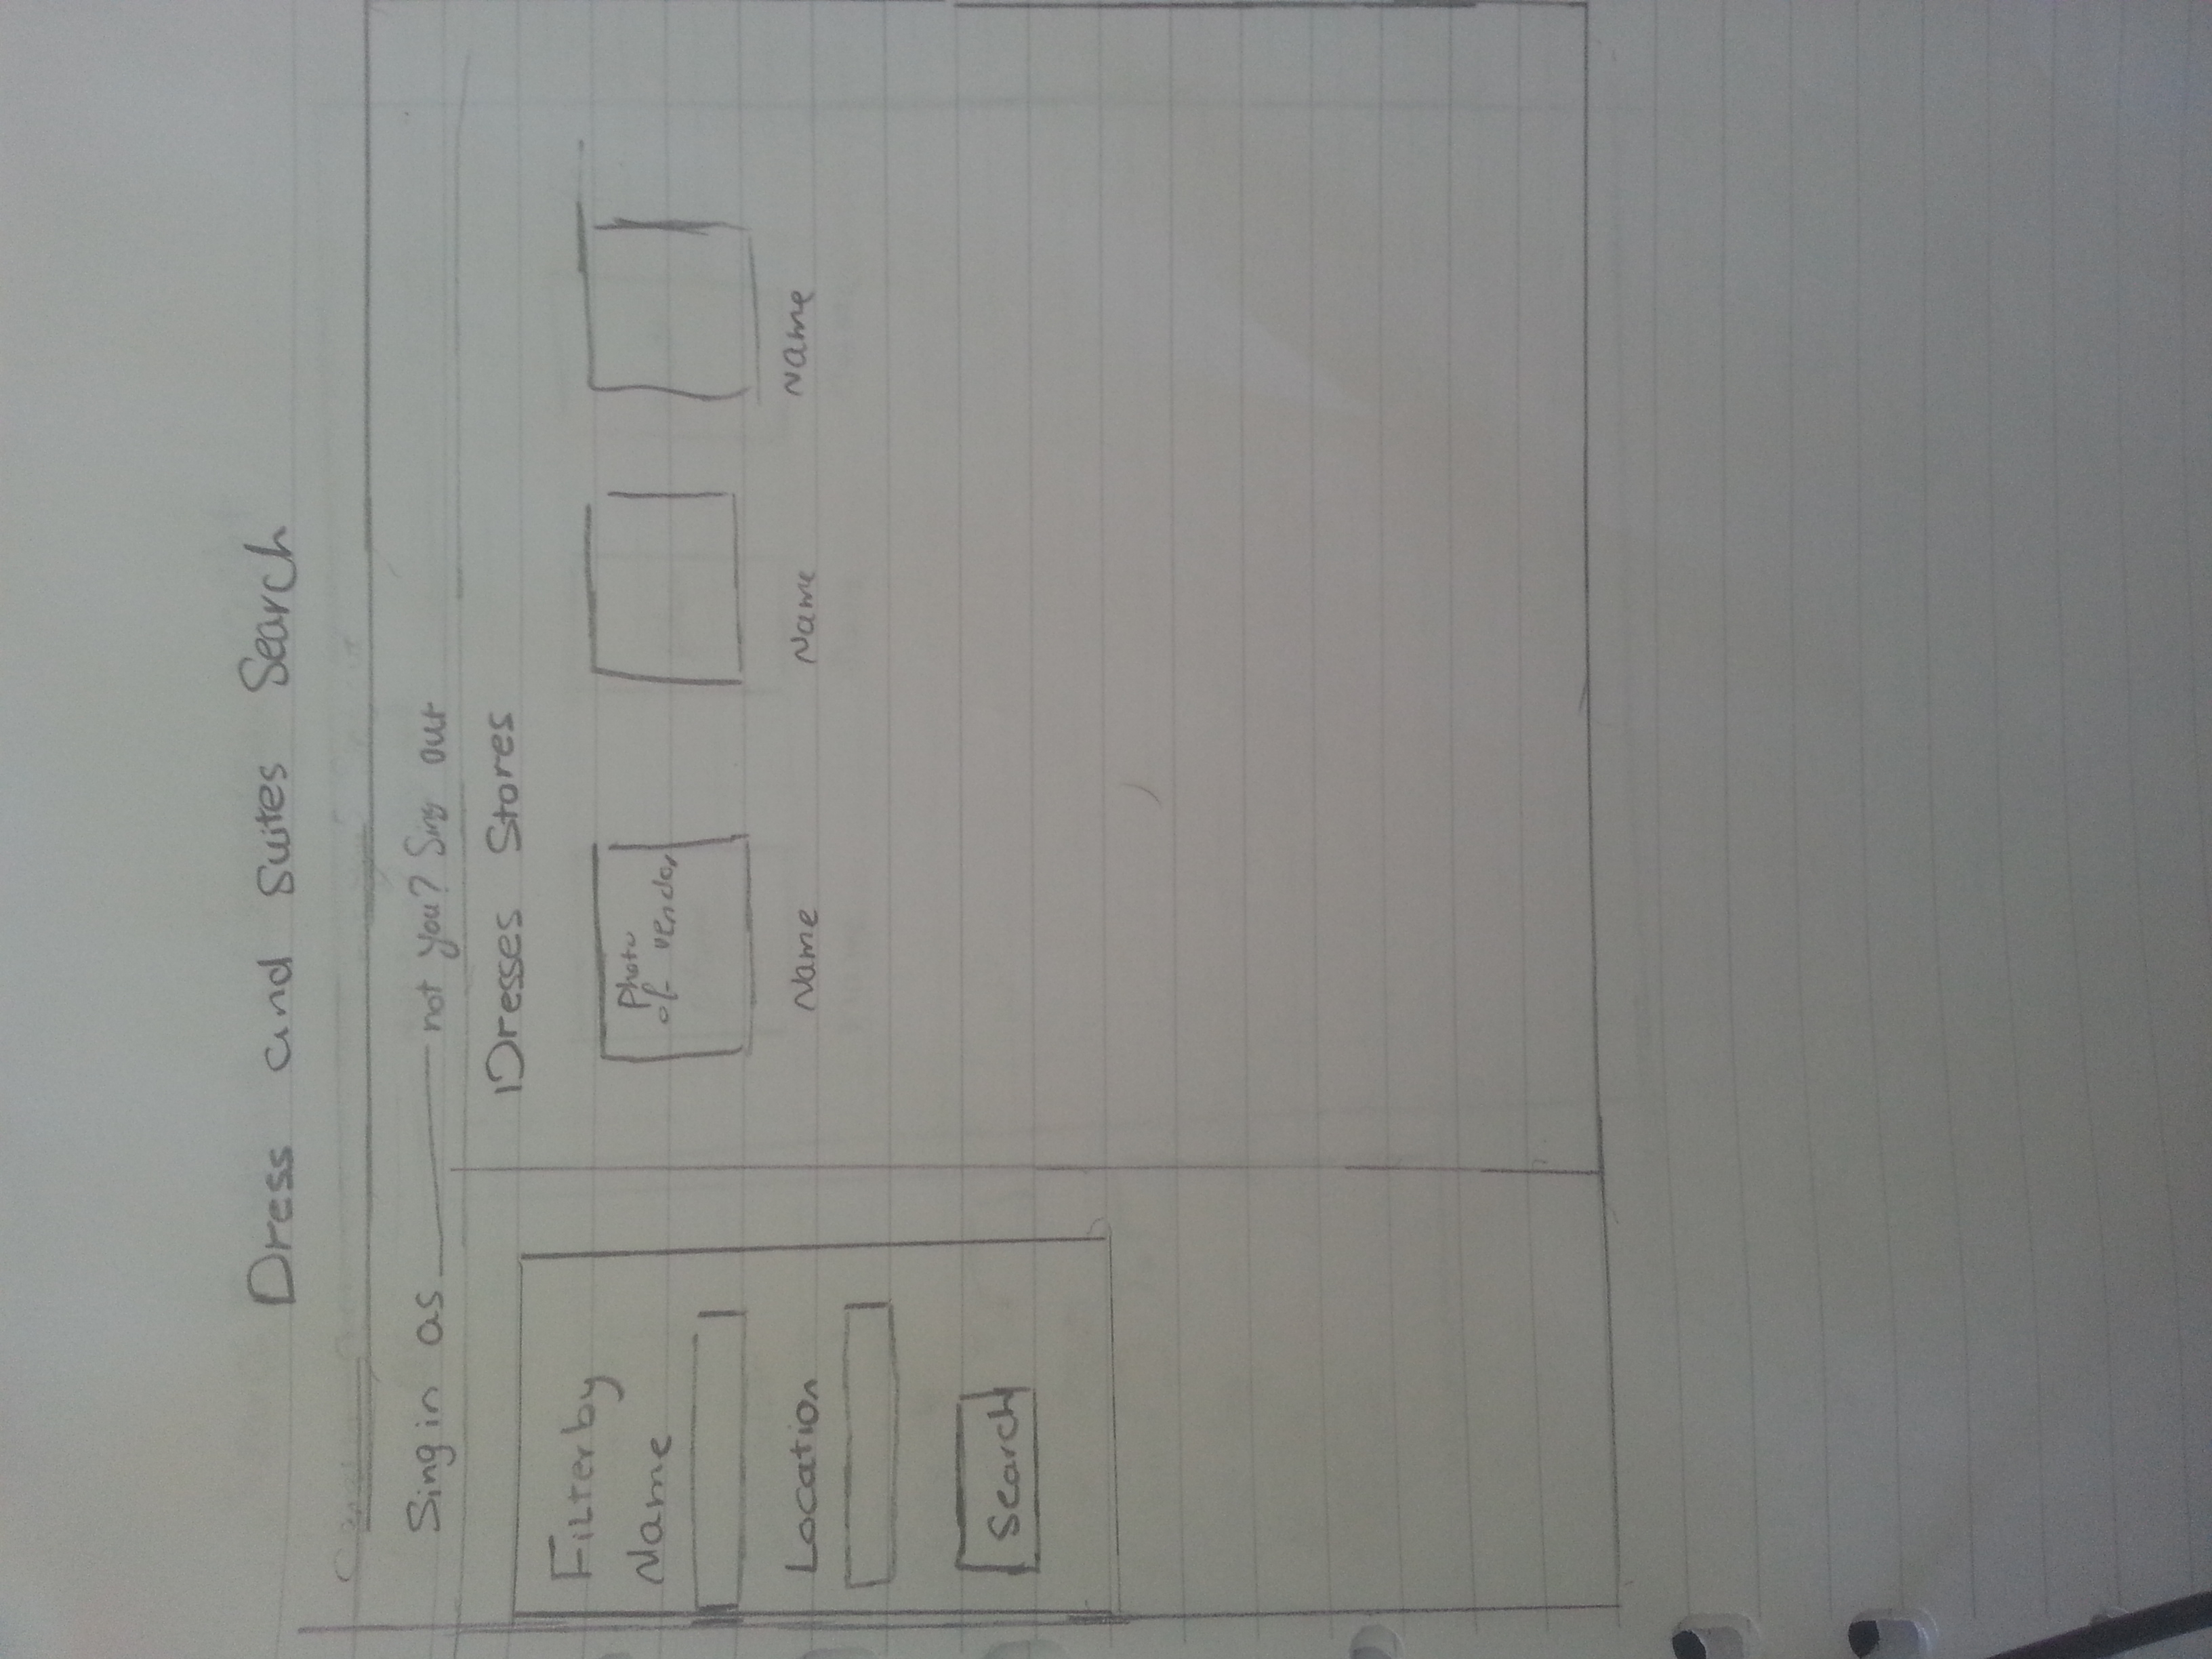 Dress and Suites Search
Sing in as not you? Sing out
Dresses Stores
Filter by
Name
Location
Search
Photo
of vendor
Name Name Name